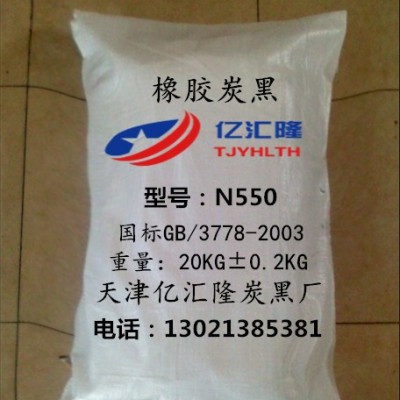 橡胶炭黑
亿汇隆
TJYHLTH
型号：N550
国标GB/3778-2003
重量：20KG±0.2KG
天津亿汇隆炭黑厂
电话：13021385381